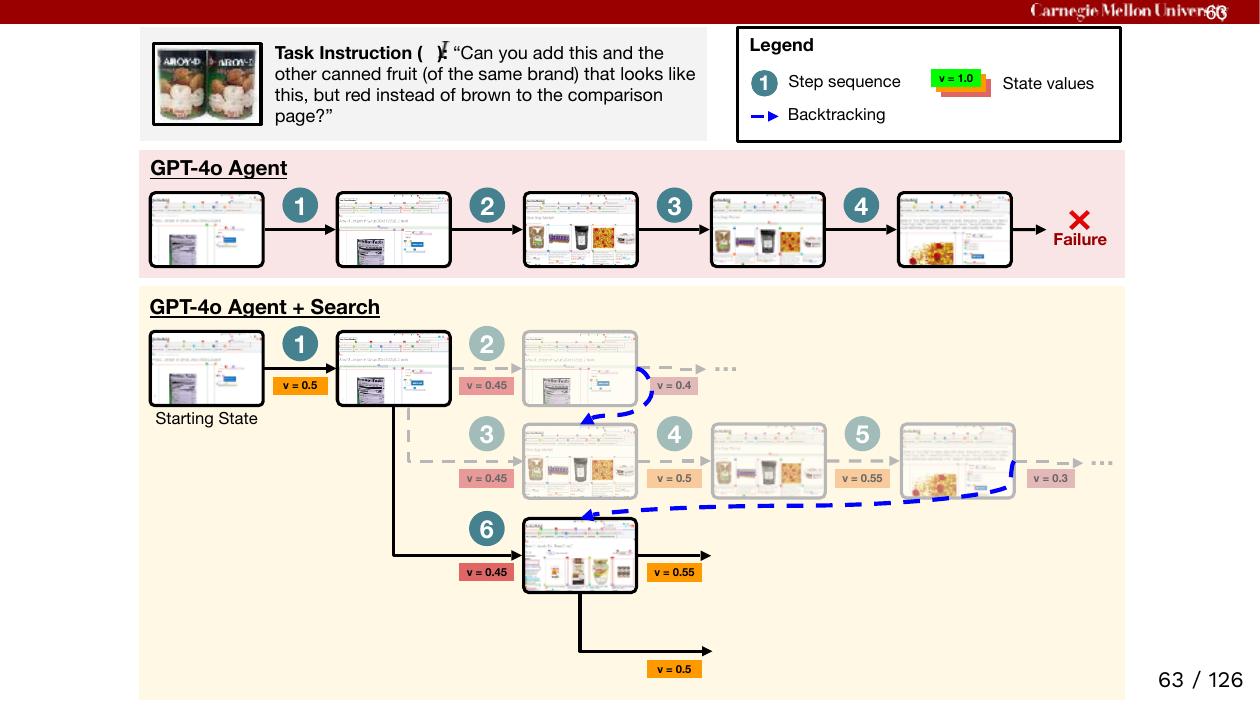 Carnegie Mellon University
63
AROY-D
AROY-D
Task Instruction ( ): “Can you add this and the
other canned fruit (of the same brand) that looks like
this, but red instead of brown to the comparison
page?”
Legend
1 Step sequence
v = 1.0 State values
Backtracking
GPT-4o Agent
1 2 3 4
Failure
GPT-4o Agent + Search
1 2
v = 0.5 v = 0.45 v = 0.4 ...
Starting State
3 4 5
v = 0.45 v = 0.5 v = 0.55 v = 0.3 ...
6
v = 0.45 v = 0.55
v = 0.5
63 / 126